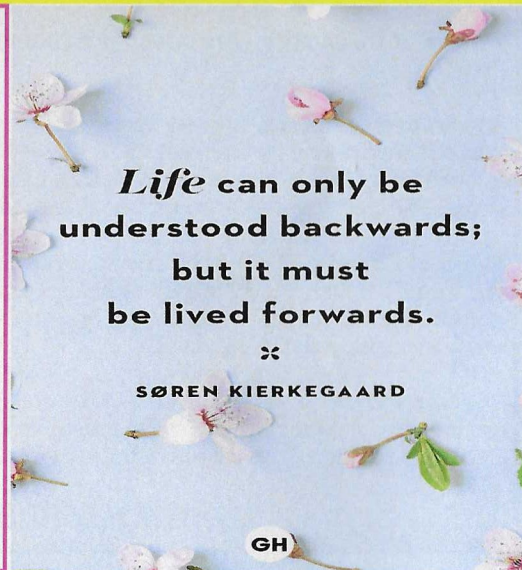 Life can only be
understood backwards;
but it must
be lived forwards.
SØREN KIERKEGAARD
GH